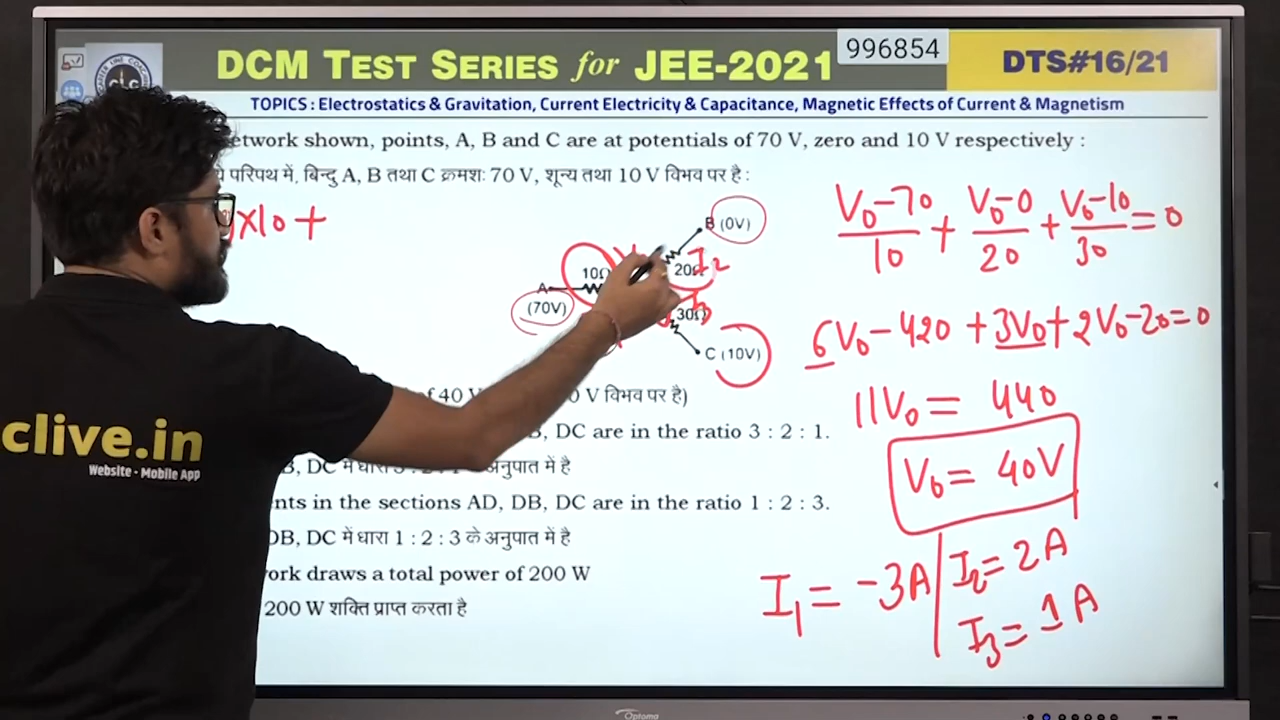 DCM TEST SERIES for JEE-2021
996854
DTS#16/21
TOPICS : Electrostatics & Gravitation, Current Electricity & Capacitance, Magnetic Effects of Current & Magnetism
etwork shown, points, A, B and C are at potentials of 70 V, zero and 10 V respectively :
परिपथ में, बिन्दु A, B तथा C क्रमशः 70 V, शून्य तथा 10 V विभव पर है :
x10 +
B (0V)
10Ω
20Ω
I2
A
(70V)
30Ω
C (10V)
of 40 V
V विभव पर है)
B, DC are in the ratio 3 : 2 : 1.
B, DC में धारा
अनुपात में है
nts in the sections AD, DB, DC are in the ratio 1 : 2 : 3.
DB, DC में धारा 1 : 2 : 3 के अनुपात में है
ork draws a total power of 200 W
200 W शक्ति प्राप्त करता है
V0-70/10 + V0-0/20 + V0-10/30 = 0
6V0-420 + 3V0+2V0-20=0
11V0 = 440
V0 = 40V
I1 = -3A
I2 = 2A
I3 = 1A
clive.in
Website - Mobile App
Optoma